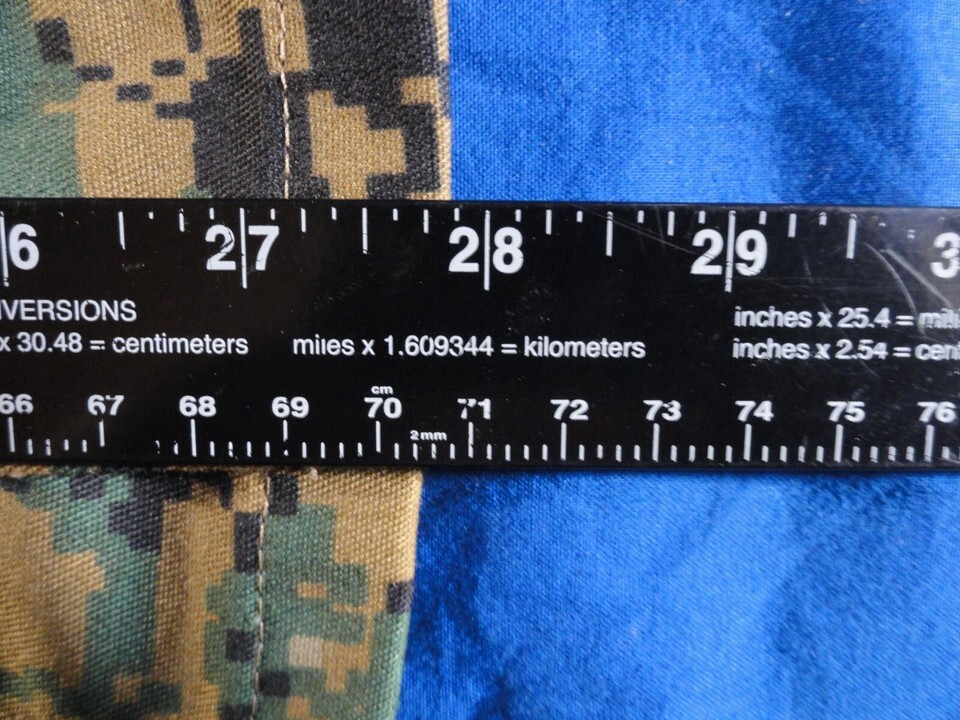 6 27 28 29 3
VERSIONS
inches x 25.4 =
x 30.48 = centimeters
miles x 1.609344 = kilometers
inches x 2.54 = cen
cm
66 67 68 69 70 71 72 73 74 75 76
2mm